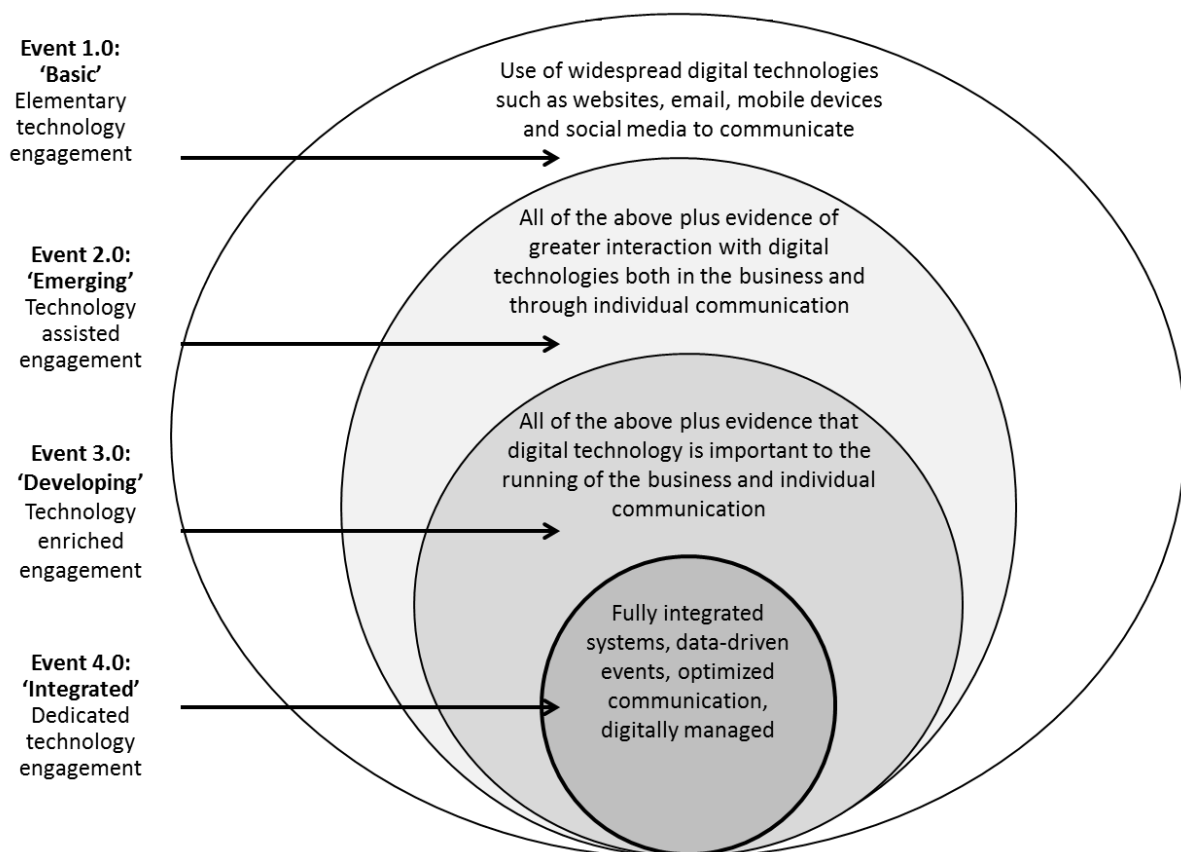 Event 1.0:
‘Basic’
Elementary
technology
engagement
Use of widespread digital technologies
such as websites, email, mobile devices
and social media to communicate
Event 2.0:
‘Emerging’
Technology
assisted
engagement
All of the above plus evidence of
greater interaction with digital
technologies both in the business and
through individual communication
Event 3.0:
‘Developing’
Technology
enriched
engagement
All of the above plus evidence that
digital technology is important to the
running of the business and individual
communication
Event 4.0:
‘Integrated’
Dedicated
technology
engagement
Fully integrated
systems, data-driven
events, optimized
communication,
digitally managed